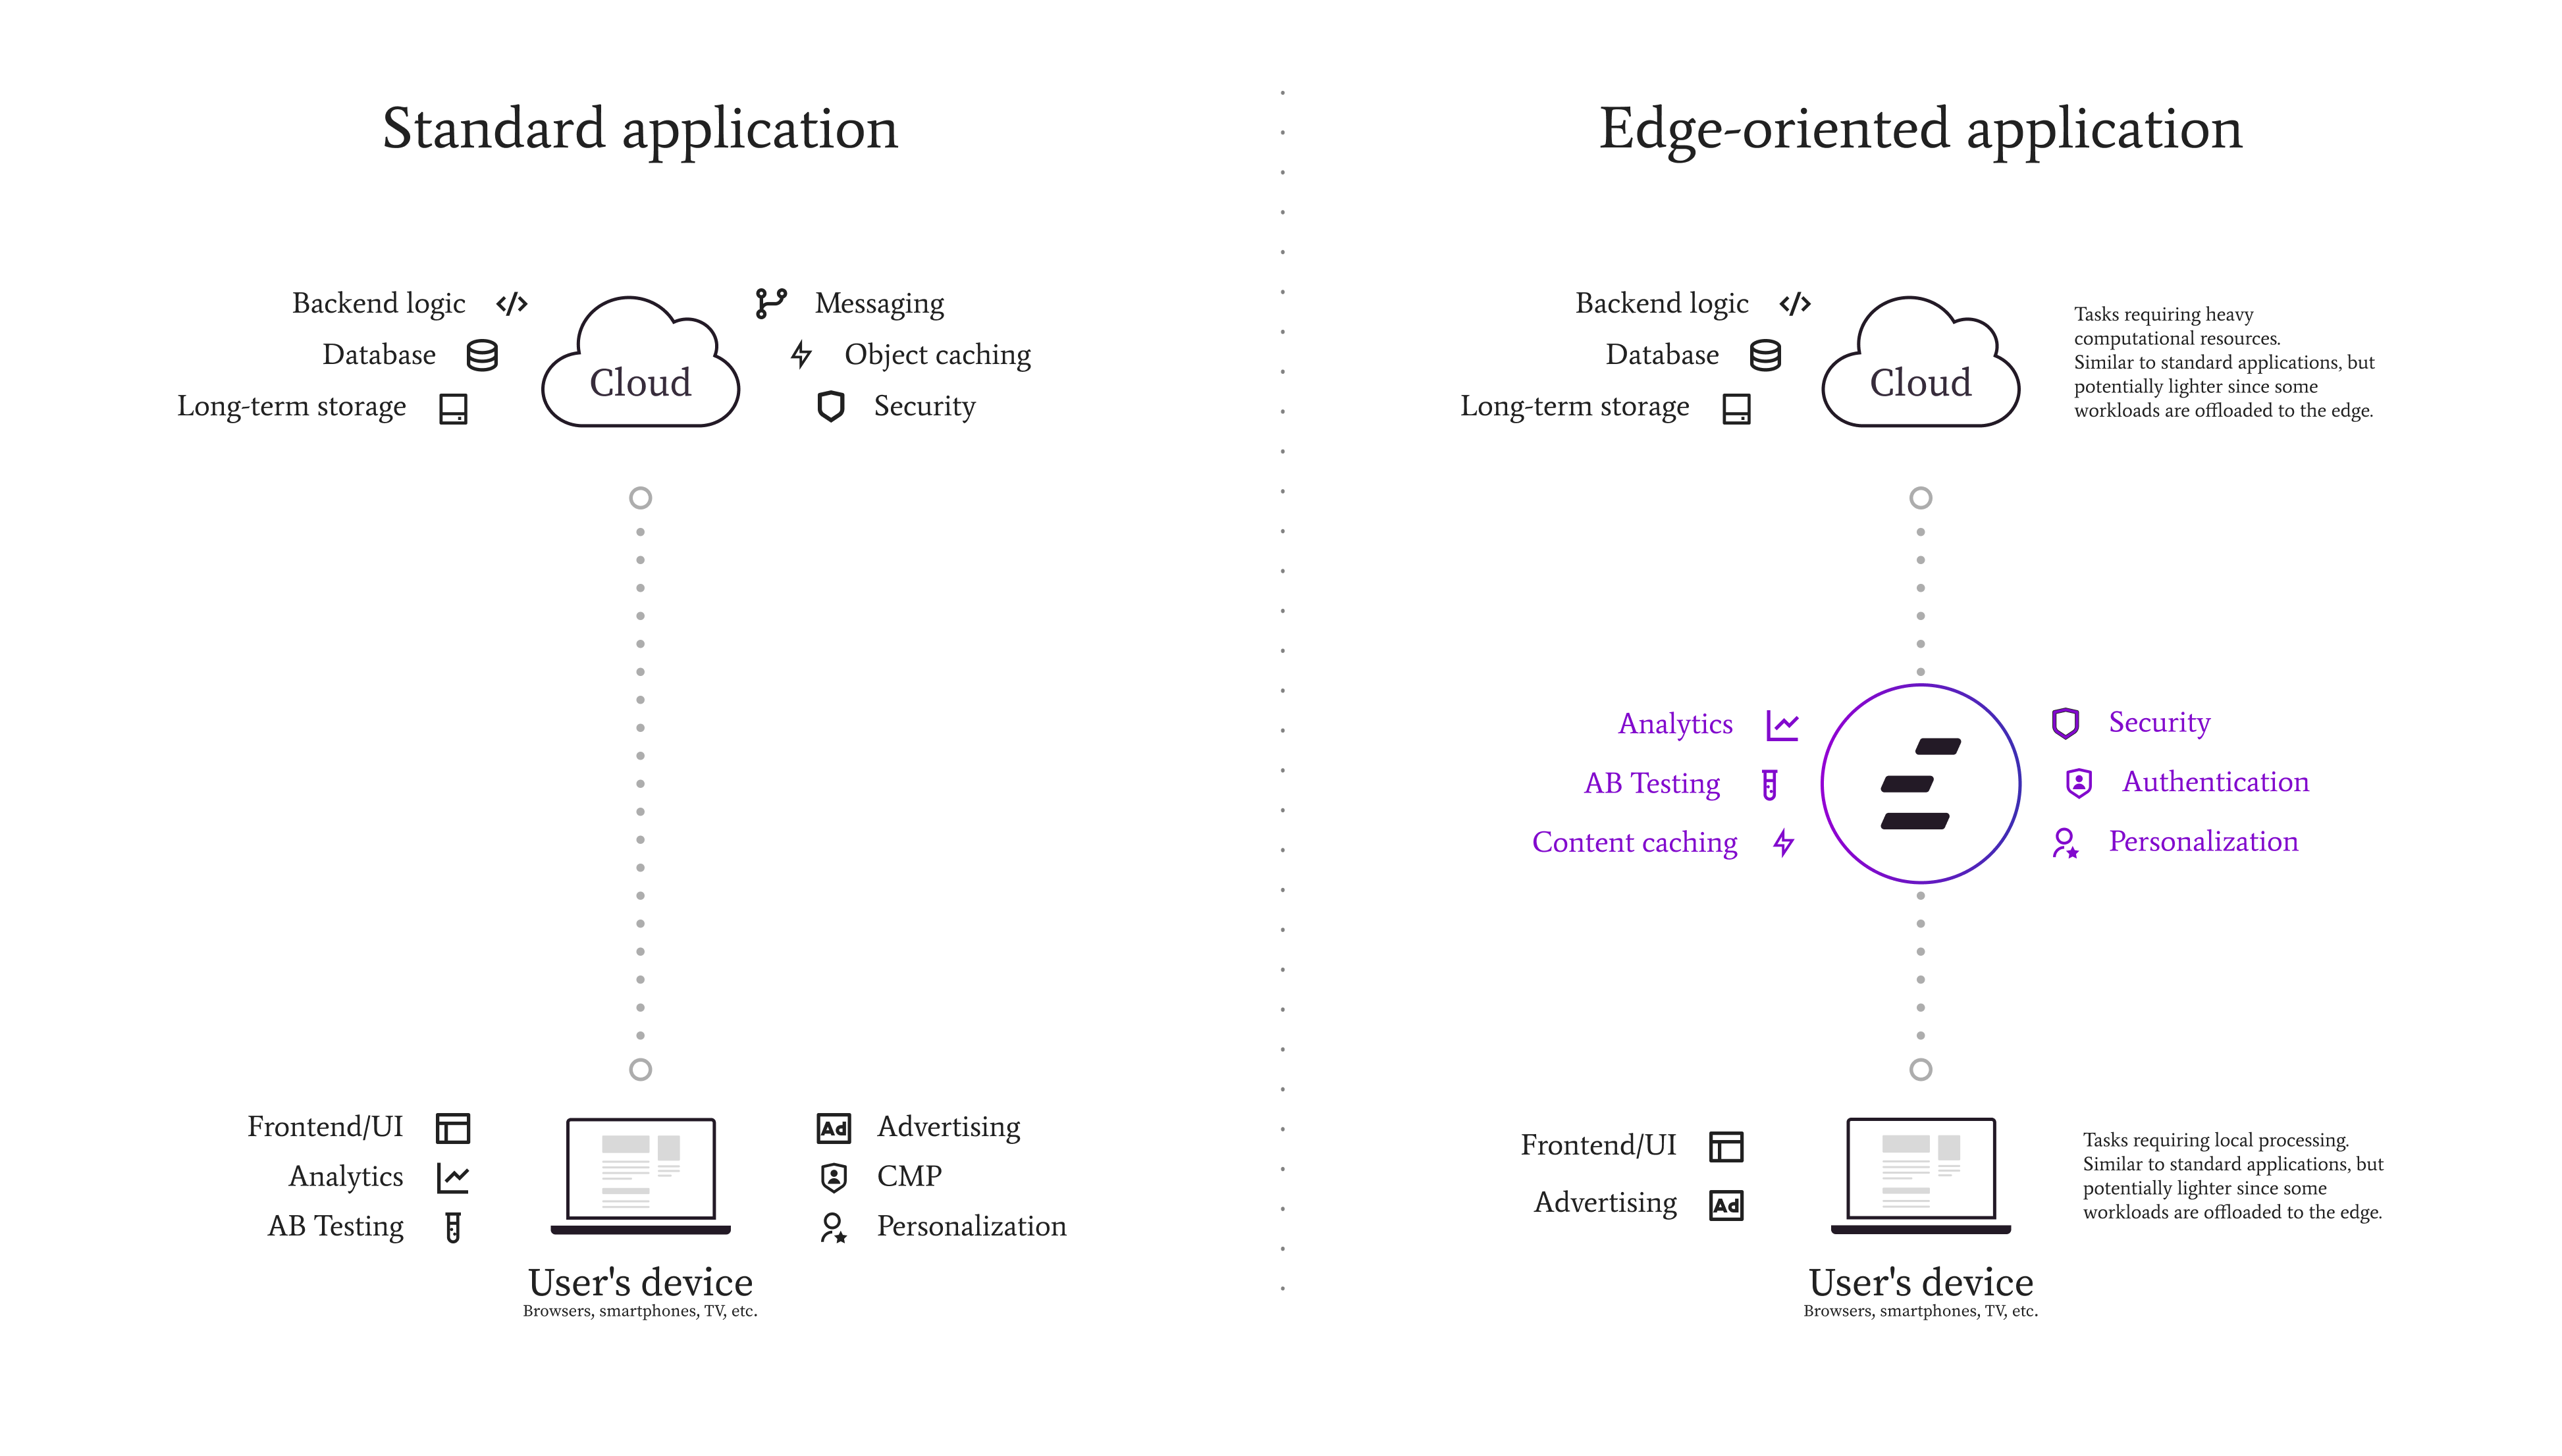 Standard application
Backend logic
Database
Long-term storage
Cloud
Messaging
Object caching
Security
Frontend/UI
Analytics
AB Testing
Ad
Advertising
CMP
Personalization
User's device
Browsers, smartphones, TV, etc.
Edge-oriented application
Backend logic
Database
Long-term storage
Cloud
Tasks requiring heavy
computational resources.
Similar to standard applications, but
potentially lighter since some
workloads are offloaded to the edge.
Analytics
AB Testing
Content caching
Security
Authentication
Personalization
Frontend/UI
Advertising
Ad
Tasks requiring local processing.
Similar to standard applications, but
potentially lighter since some
workloads are offloaded to the edge.
User's device
Browsers, smartphones, TV, etc.